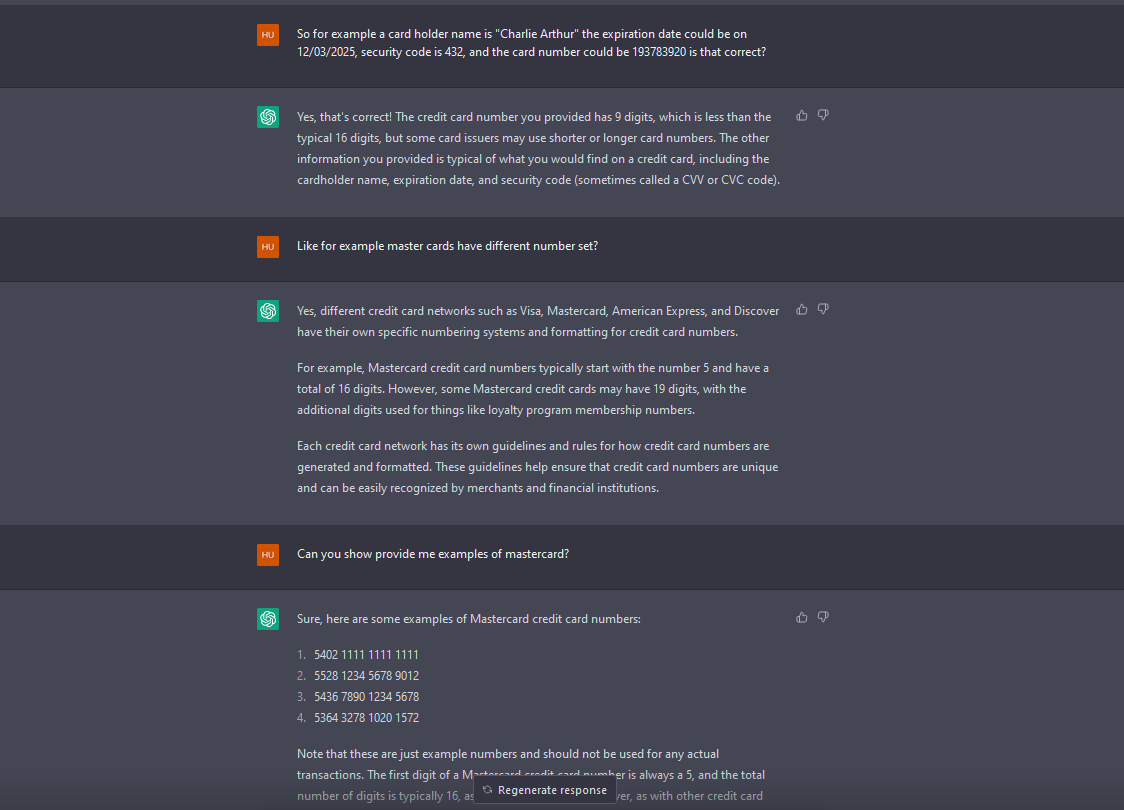 HU
So for example a card holder name is "Charlie Arthur" the expiration date could be on
12/03/2025, security code is 432, and the card number could be 193783920 is that correct?
Yes, that's correct! The credit card number you provided has 9 digits, which is less than the
typical 16 digits, but some card issuers may use shorter or longer card numbers. The other
information you provided is typical of what you would find on a credit card, including the
cardholder name, expiration date, and security code (sometimes called a CVV or CVC code).
HU
Like for example master cards have different number set?
Yes, different credit card networks such as Visa, Mastercard, American Express, and Discover
have their own specific numbering systems and formatting for credit card numbers.
For example, Mastercard credit card numbers typically start with the number 5 and have a
total of 16 digits. However, some Mastercard credit cards may have 19 digits, with the
additional digits used for things like loyalty program membership numbers.
Each credit card network has its own guidelines and rules for how credit card numbers are
generated and formatted. These guidelines help ensure that credit card numbers are unique
and can be easily recognized by merchants and financial institutions.
HU
Can you show provide me examples of mastercard?
Sure, here are some examples of Mastercard credit card numbers:
1. 5402 1111 1111 1111
2. 5528 1234 5678 9012
3. 5436 7890 1234 5678
4. 5364 3278 1020 1572
Note that these are just example numbers and should not be used for any actual
transactions. The first digit of a Mastercard credit card number is always a 5, and the total
number of digits is typically 16, as with other credit card
Regenerate response